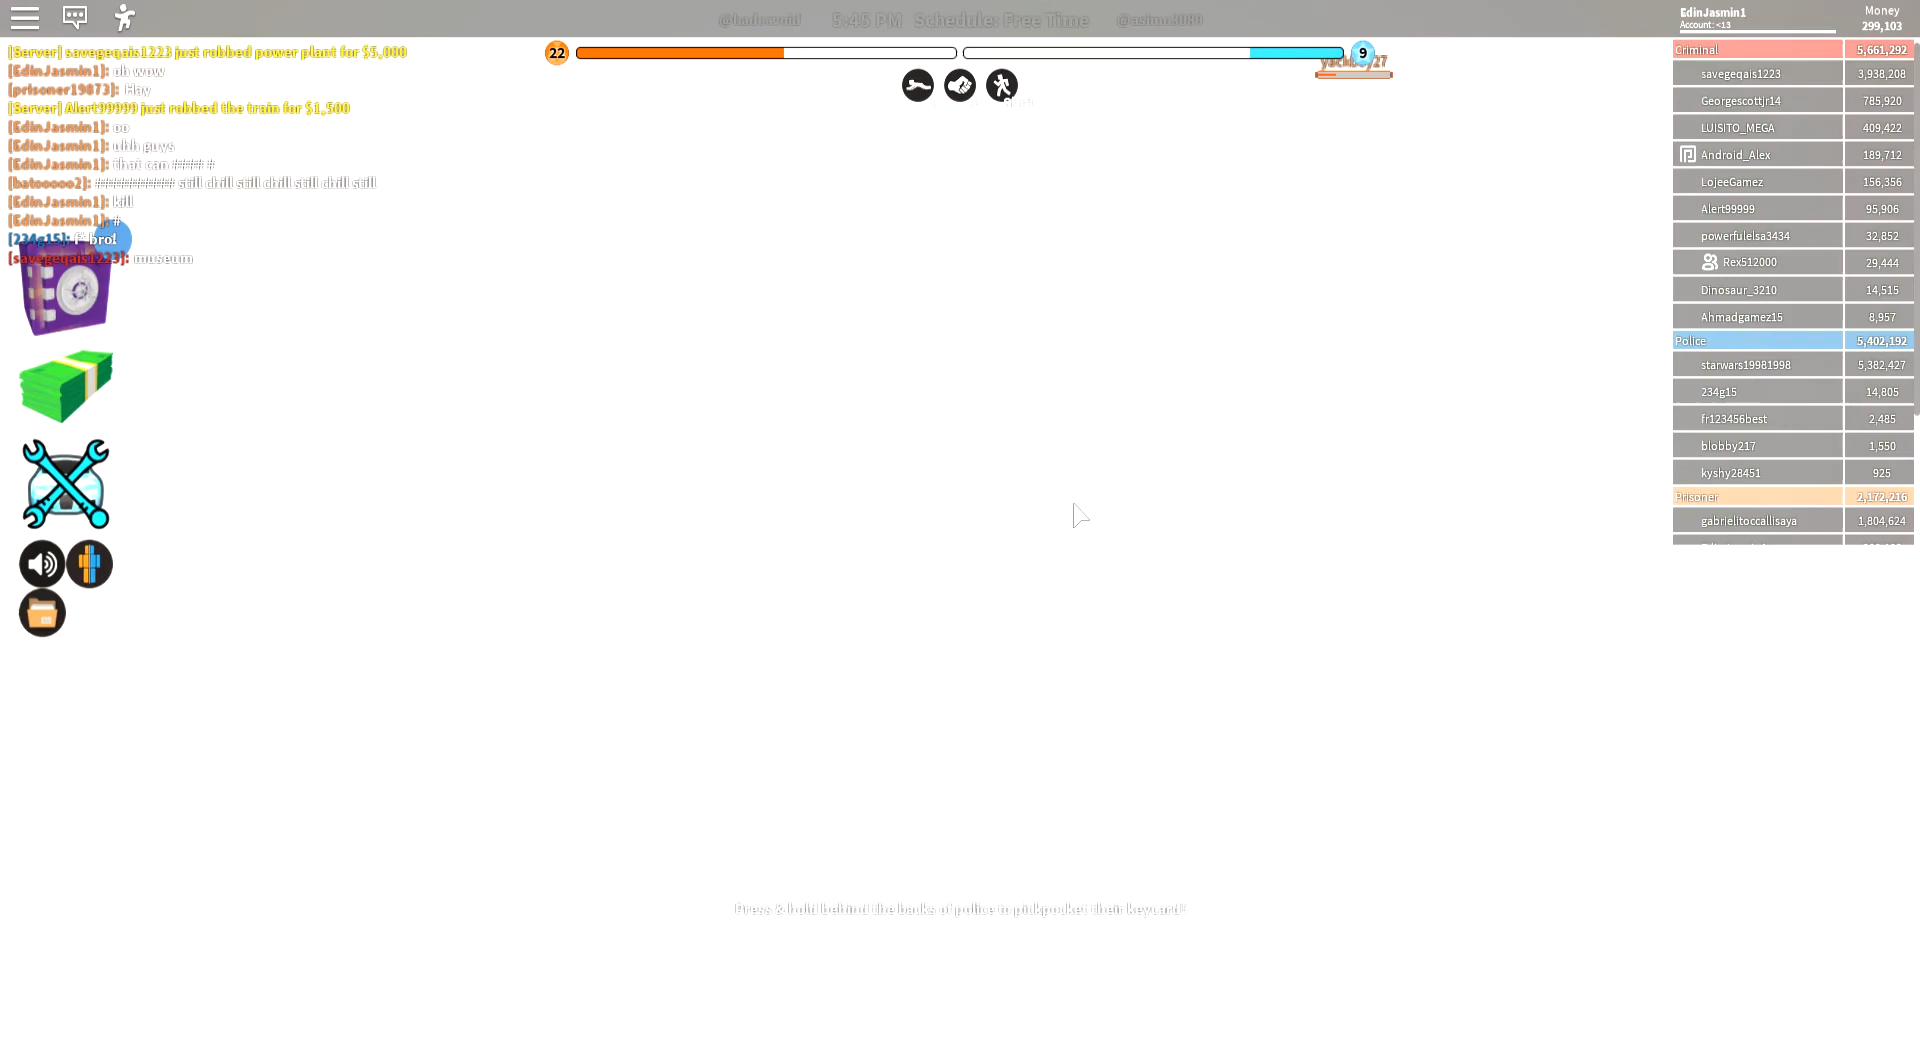 @badccvoid 5:45 PM Schedule: Free Time @asimo3089
EdinJasmin1
Account: <13
Money
299,103
[Server] savegeqais1223 just robbed power plant for $5,000
[EdinJasmin1]: oh wow
[prisoner19873]: Hay
[Server] Alert99999 just robbed the train for $1,500
[EdinJasmin1]: oo
[EdinJasmin1]: uhh guys
[EdinJasmin1]: that can #### #
[batooooo2]: ########### still chill still chill still chill still
[EdinJasmin1]: kill
[EdinJasmin1]: #
[234g15]: f* bro!
[savegeqais1223]: museum
22
9
Criminal 5,661,292
savegeqais1223 3,938,208
Georgescottjr14 785,920
LUISITO_MEGA 409,422
Android_Alex 189,712
LojeeGamez 156,356
Alert99999 95,906
powerfulelsa3434 32,852
Rex512000 29,444
Dinosaur_3210 14,515
Ahmadgamez15 8,957
Police 5,402,192
starwars19981998 5,382,427
234g15 14,805
fr123456best 2,485
blobby217 1,550
kyshy28451 925
Prisoner 2,172,216
gabrielitoccallisaya 1,804,624
Press & hold behind the backs of police to pickpocket their keycard!